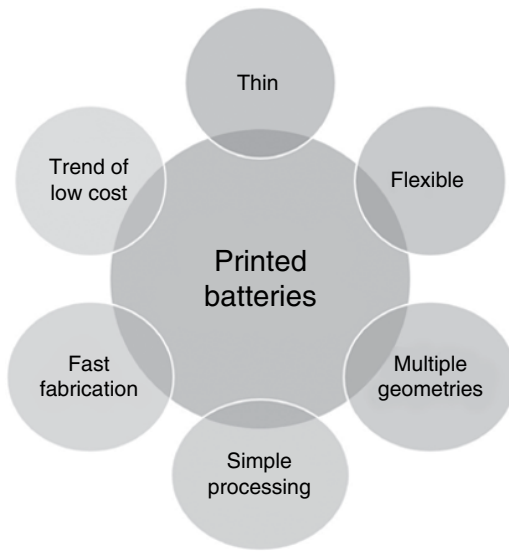 Thin
Trend of
low cost
Flexible
Printed
batteries
Fast
fabrication
Multiple
geometries
Simple
processing